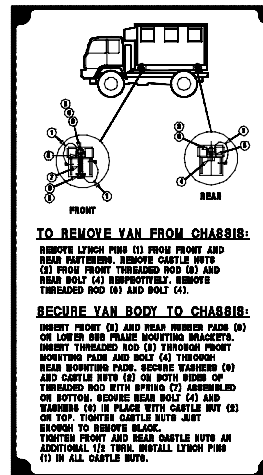 FRONT
REAR
TO REMOVE VAN FROM CHASSIS:
REMOVE LYNCH PINS (1) FROM FRONT AND
REAR FASTENERS. REMOVE CASTLE NUTS
(2) FROM FRONT THREADED ROD (3) AND
REAR BOLT (4) RESPECTIVELY. REMOVE
THREADED ROD (3) AND BOLT (4).
SECURE VAN BODY TO CHASSIS:
INSERT FRONT (5) AND REAR RUBBER PADS (5)
ON LOWER SUB FRAME MOUNTING BRACKETS.
INSERT THREADED ROD (3) THROUGH FRONT
MOUNTING PADS AND BOLT (4) THROUGH
REAR MOUNTING PADS. SECURE WASHERS (6)
AND CASTLE NUTS (2) ON BOTH SIDES OF
THREADED ROD WITH SPRING (7) ASSEMBLED
ON BOTTOM. SECURE REAR BOLT (4) AND
WASHERS (6) IN PLACE WITH CASTLE NUT (2)
ON TOP. TIGHTEN CASTLE NUTS JUST
ENOUGH TO REMOVE SLACK.
TIGHTEN FRONT AND REAR CASTLE NUTS AN
ADDITIONAL 1/2 TURN. INSTALL LYNCH PINS
(1) IN ALL CASTLE NUTS.